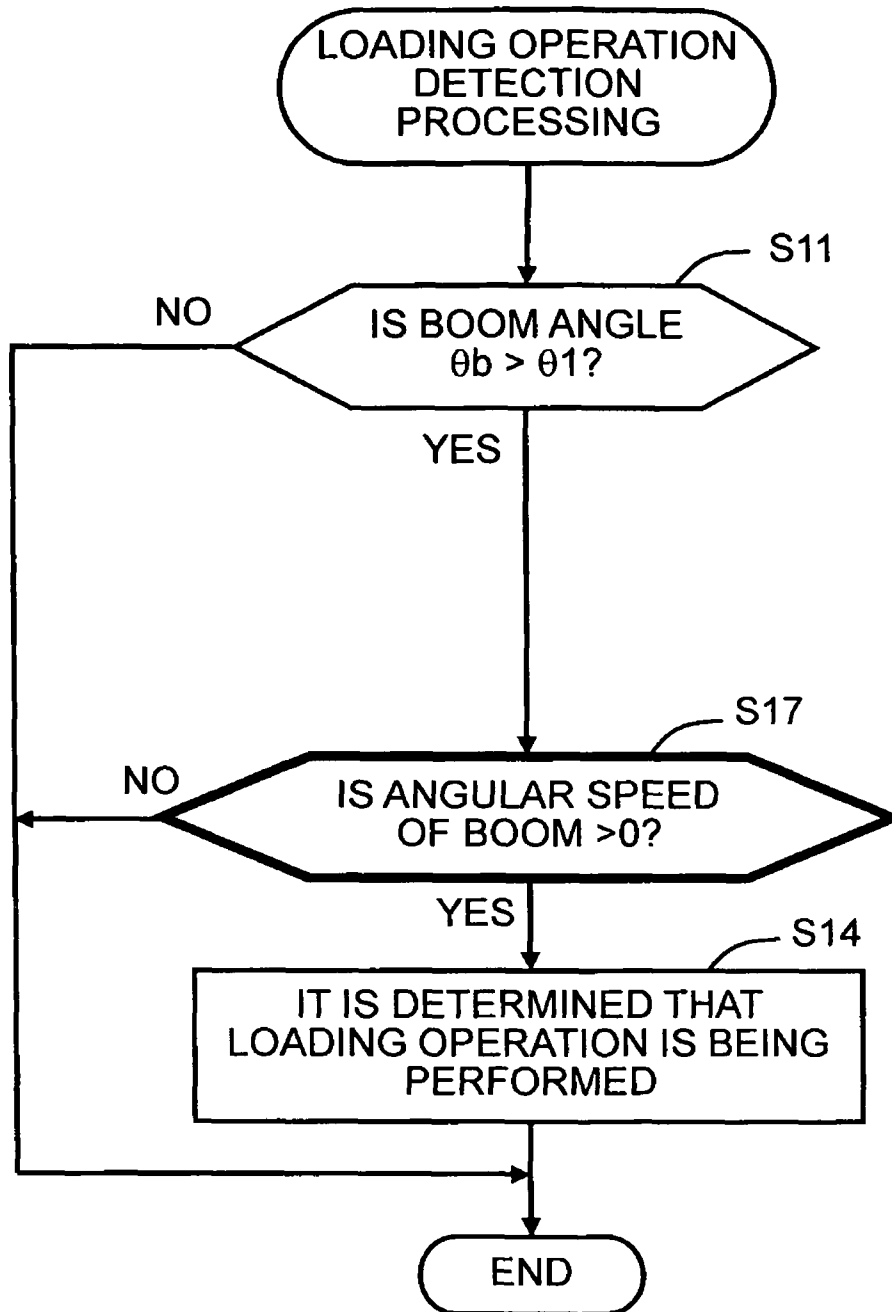 LOADING OPERATION
DETECTION
PROCESSING
S11
NO
IS BOOM ANGLE
θb > θ1?
YES
S17
NO
IS ANGULAR SPEED
OF BOOM >0?
YES
S14
IT IS DETERMINED THAT
LOADING OPERATION IS BEING
PERFORMED
END